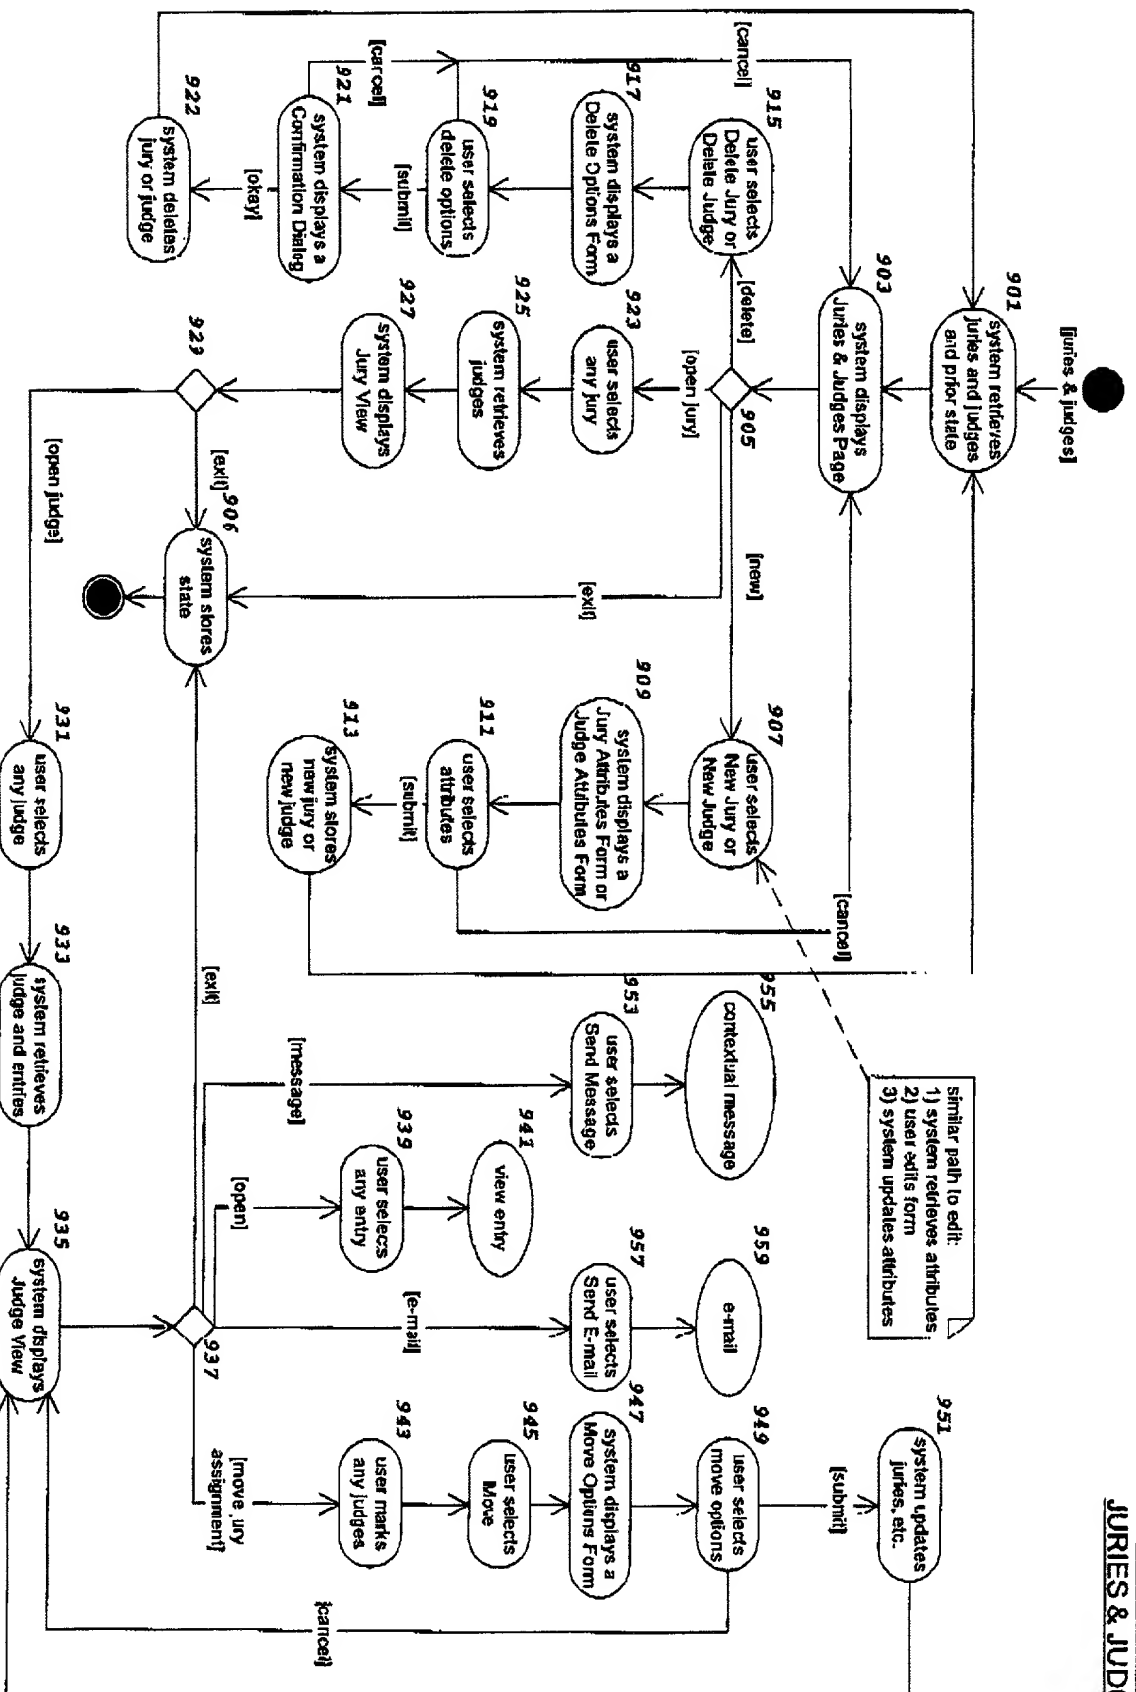 JURIES & JUD
[juries & judges]
901
system retrieves
juries and judges
and prior state
903
system displays
Juries & Judges Page
905
[delete]
[open jury]
[new]
[exit]
915
user selects
Delete Jury or
Delete Judge
917
system displays a
Delete Options Form
919
user selects
delete options
[submit]
[cancel]
921
system displays a
Confirmation Dialog
[carcel]
[okay]
922
system deletes
jury or judge
923
user selects
any jury
925
system retrieves
judges
927
system displays
Jury View
929
[exit]
[open judge]
906
system stores
state
907
user selects
New Jury or
New Judge
909
system displays a
Jury Attributes Form or
Judge Attributes Form
911
user selects
attributes
[submit]
[cancel]
913
system stores
new jury or
new judge
similar path to edit:
1) system retrieves attributes
2) user edits form
3) system updates attributes
931
user selects
any judge
933
system retrieves
judge and entries
935
system displays
Judge View
937
[exit]
[message]
[open]
[e-mail]
[move jury
assignment]
953
user selects
Send Message
955
contextual message
939
user selects
any entry
941
view entry
957
user selects
Send E-mail
959
e-mail
943
user marks
any judges
945
user selects
Move
947
system displays a
Move Options Form
949
user selects
move options
[cancel]
[submit]
951
system updates
juries, etc.